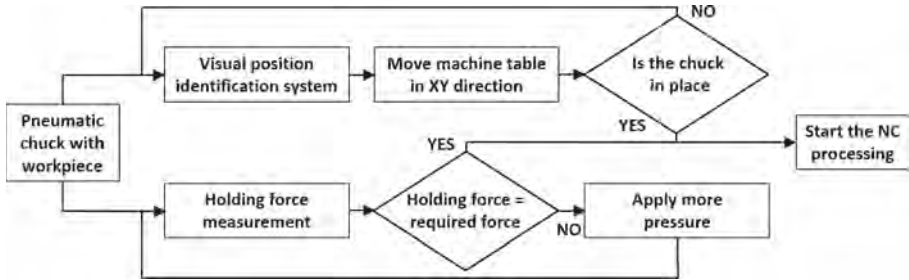 NO
Visual position
identification system
Move machine table
in XY direction
Is the chuck
in place
Pneumatic
chuck with
workpiece
YES
YES
Start the NC
processing
Holding force
measurement
Holding force =
required force
NO
Apply more
pressure